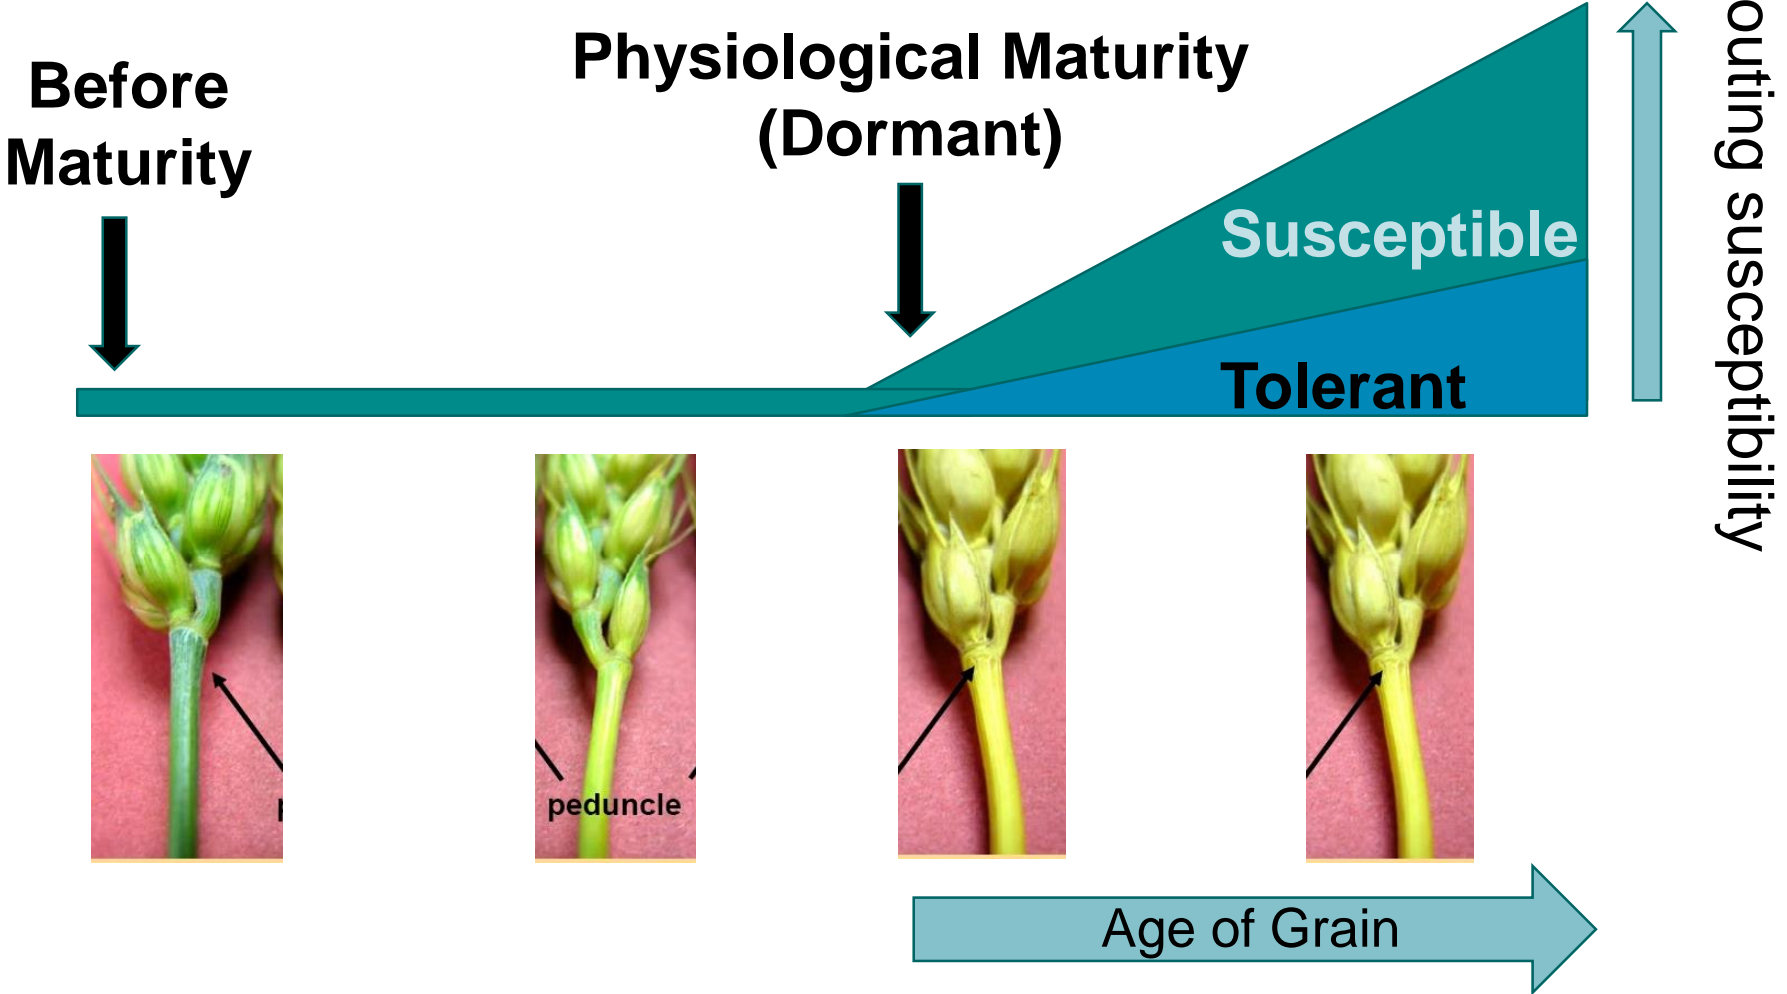 Before
Maturity
Physiological Maturity
(Dormant)
Susceptible
Tolerant
outing susceptibility
peduncle
Age of Grain